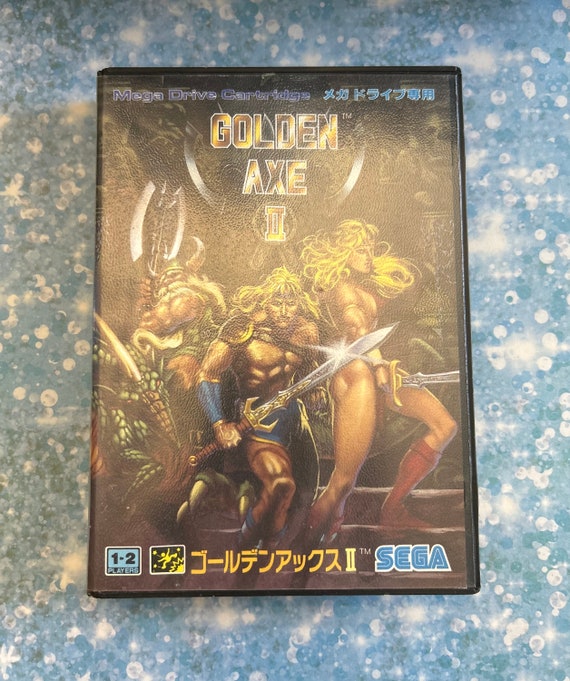 Mega Drive Cartridge メガドライブ専用
GOLDEN™
AXE
II
1-2
PLAYERS
ゴールデンアックスII™ SEGA